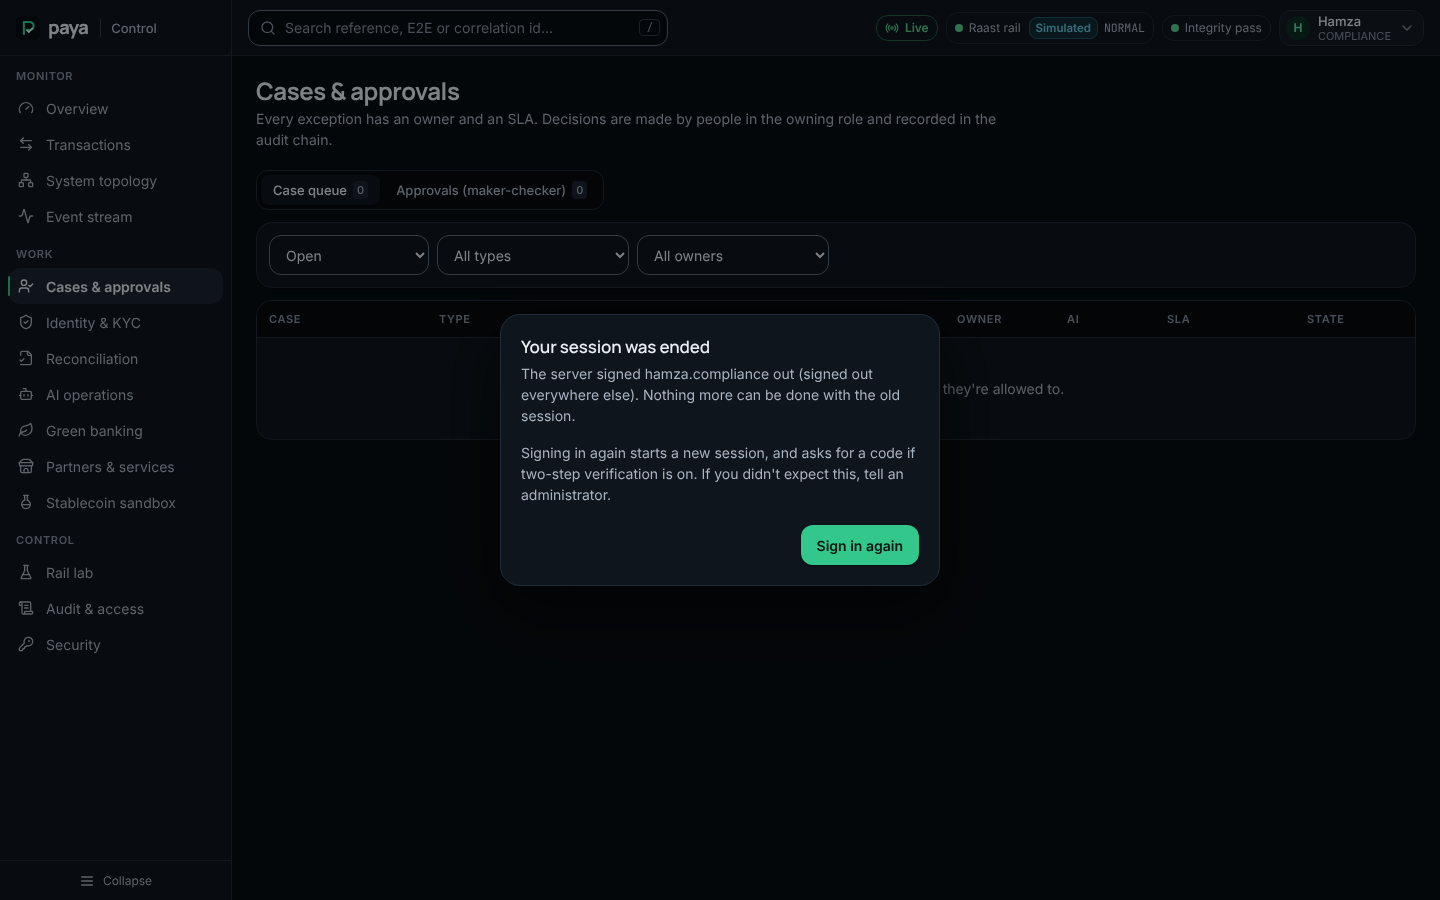 paya Control
Search reference, E2E or correlation id... /
Live
Raast rail Simulated NORMAL
Integrity pass
H Hamza
COMPLIANCE
MONITOR
Overview
Transactions
System topology
Event stream
WORK
Cases & approvals
Identity & KYC
Reconciliation
AI operations
Green banking
Partners & services
Stablecoin sandbox
CONTROL
Rail lab
Audit & access
Security
Collapse
Cases & approvals
Every exception has an owner and an SLA. Decisions are made by people in the owning role and recorded in the
audit chain.
Case queue 0 Approvals (maker-checker) 0
Open All types All owners
CASE TYPE OWNER AI SLA STATE
they're allowed to.
Your session was ended
The server signed hamza.compliance out (signed out
everywhere else). Nothing more can be done with the old
session.
Signing in again starts a new session, and asks for a code if
two-step verification is on. If you didn't expect this, tell an
administrator.
Sign in again